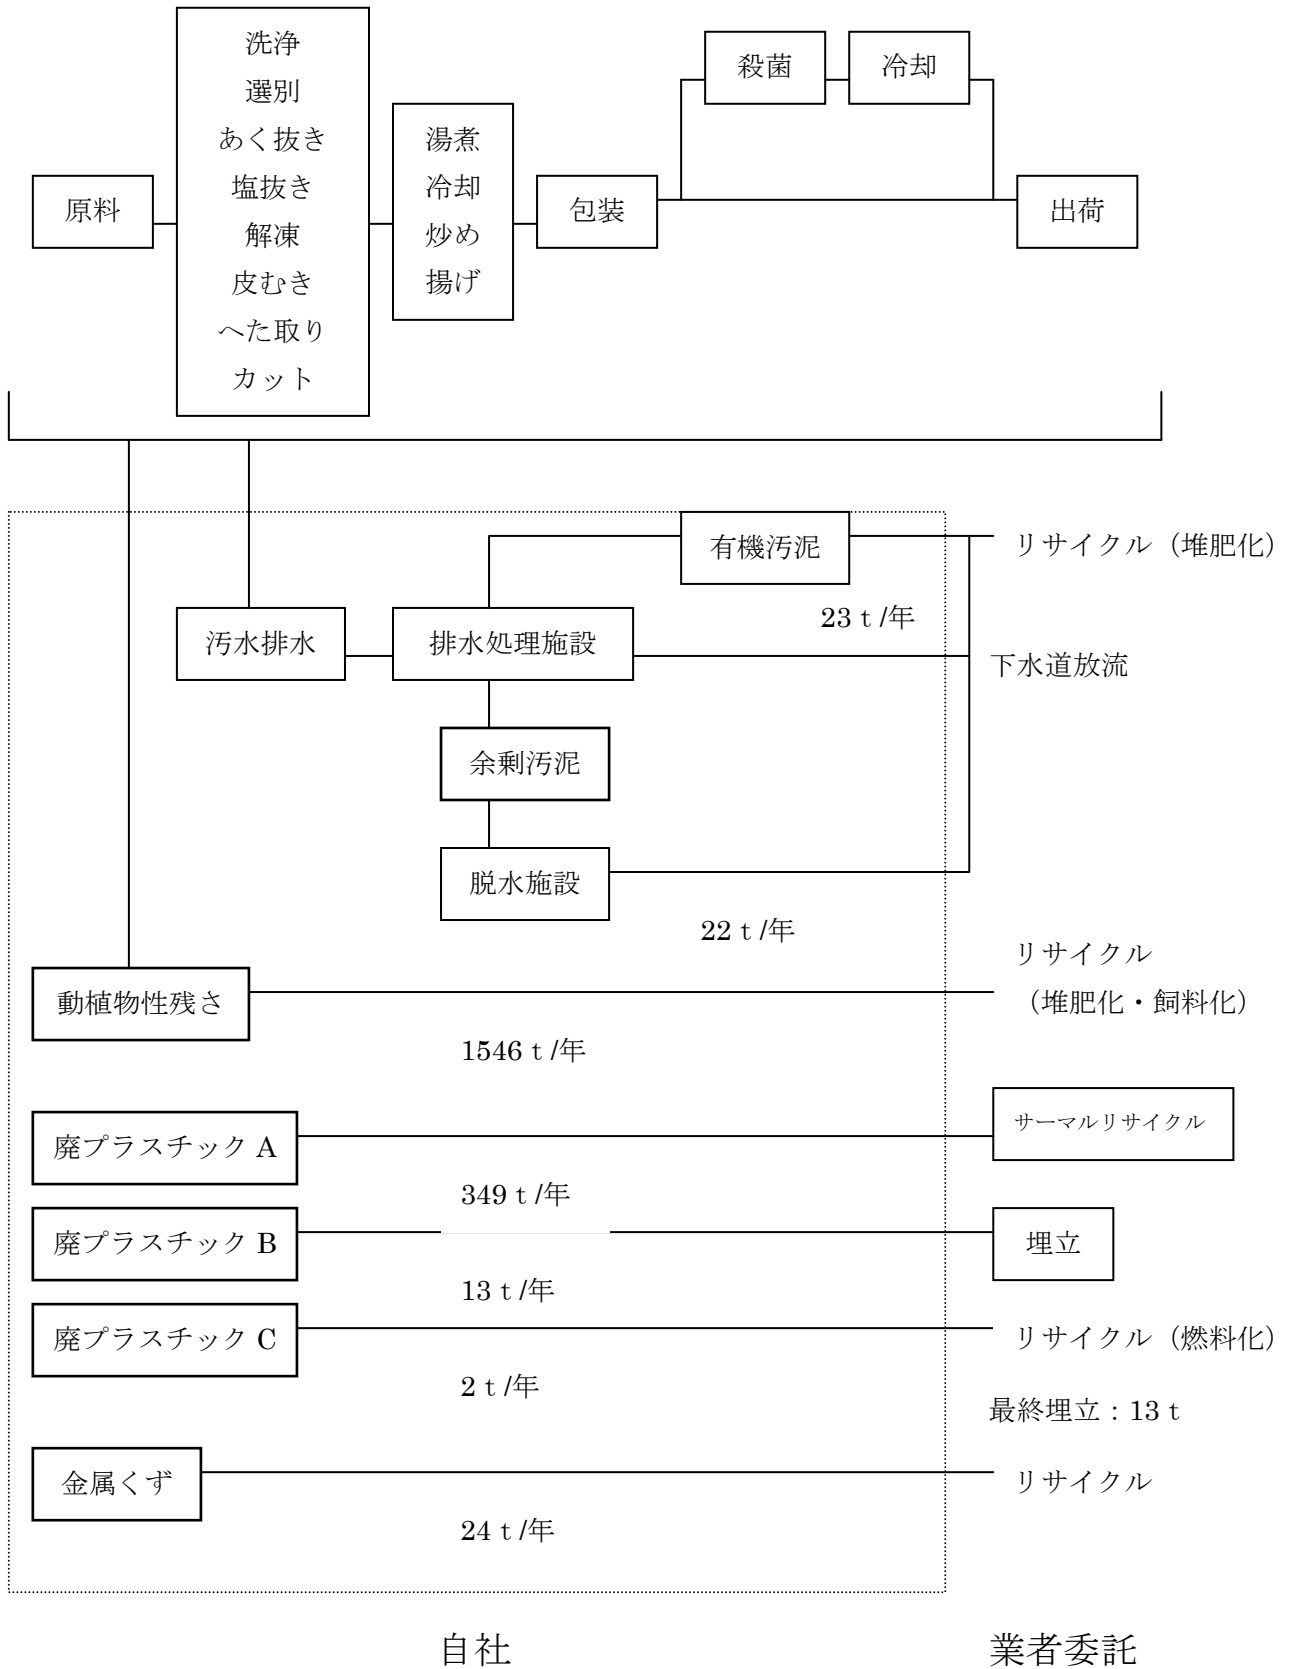 洗浄
選別
あく抜き
塩抜き
解凍
皮むき
へた取り
カット
殺菌
冷却
湯煮
冷却
炒め
揚げ
原料
包装
出荷
有機汚泥
リサイクル（堆肥化）
23ｔ/年
汚水排水
排水処理施設
下水道放流
余剰汚泥
脱水施設
22ｔ/年
リサイクル
（堆肥化・飼料化）
動植物性残さ
1546ｔ/年
サーマルリサイクル
廃プラスチック A
349ｔ/年
廃プラスチック B
埋立
13ｔ/年
廃プラスチック C
リサイクル（燃料化）
2ｔ/年
最終埋立：13ｔ
金属くず
リサイクル
24ｔ/年
自社
業者委託